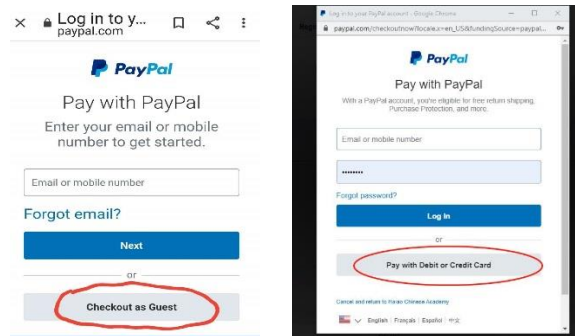 Log in to y...
paypal.com
PayPal
Pay with PayPal
Enter your email or mobile
number to get started.
Email or mobile number
Forgot email?
Next
or
Checkout as Guest
Log in to your PayPal account - Google Chrome
paypal.com/checkoutnow?locale.x=en_US&fundingSource=paypal...
PayPal
Pay with PayPal
With a PayPal account, you're eligible for free return shipping,
Purchase Protection, and more.
Email or mobile number
Forgot password?
Log In
or
Pay with Debit or Credit Card
Cancel and return to Chinese Academy
English Français Español 中文